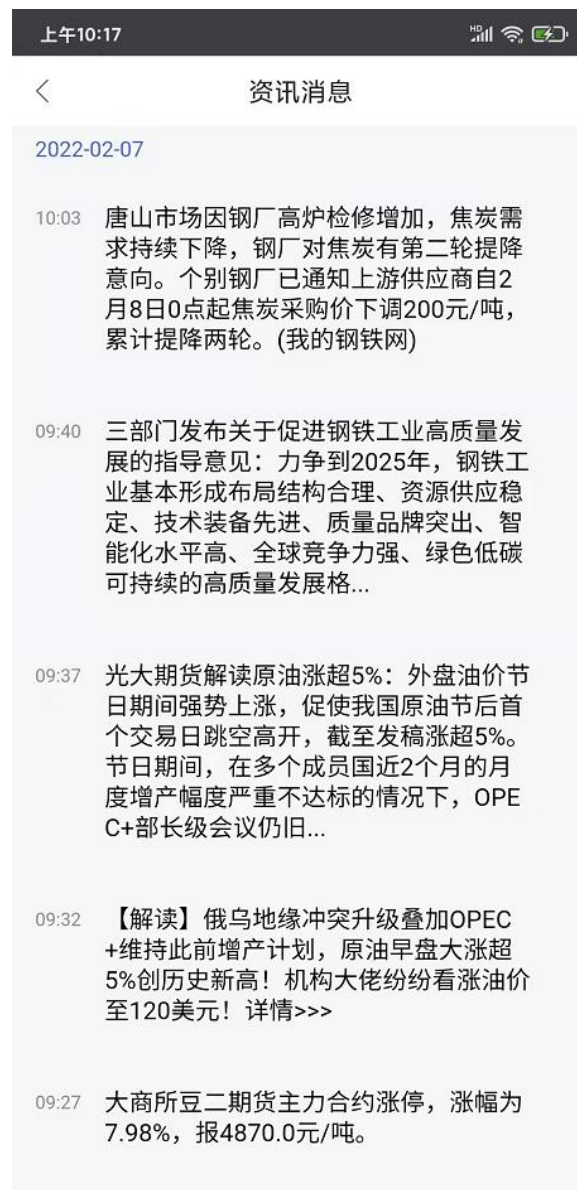 上午10:17
HD
资讯消息
2022-02-07
10:03
唐山市场因钢厂高炉检修增加，焦炭需
求持续下降，钢厂对焦炭有第二轮提降
意向。个别钢厂已通知上游供应商自2
月8日0点起焦炭采购价下调200元/吨，
累计提降两轮。(我的钢铁网)
09:40
三部门发布关于促进钢铁工业高质量发
展的指导意见：力争到2025年，钢铁工
业基本形成布局结构合理、资源供应稳
定、技术装备先进、质量品牌突出、智
能化水平高、全球竞争力强、绿色低碳
可持续的高质量发展格...
09:37
光大期货解读原油涨超5%：外盘油价节
日期间强势上涨，促使我国原油节后首
个交易日跳空高开，截至发稿涨超5%。
节日期间，在多个成员国近2个月的月
度增产幅度严重不达标的情况下，OPE
C+部长级会议仍旧...
09:32
【解读】俄乌地缘冲突升级叠加OPEC
+维持此前增产计划，原油早盘大涨超
5%创历史新高！机构大佬纷纷看涨油价
至120美元！详情>>>
09:27
大商所豆二期货主力合约涨停，涨幅为
7.98%，报4870.0元/吨。